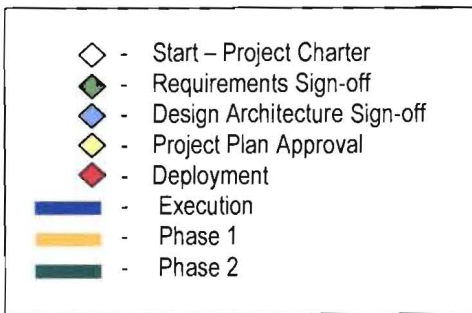 - Start – Project Charter
- Requirements Sign-off
- Design Architecture Sign-off
- Project Plan Approval
- Deployment
- Execution
- Phase 1
- Phase 2